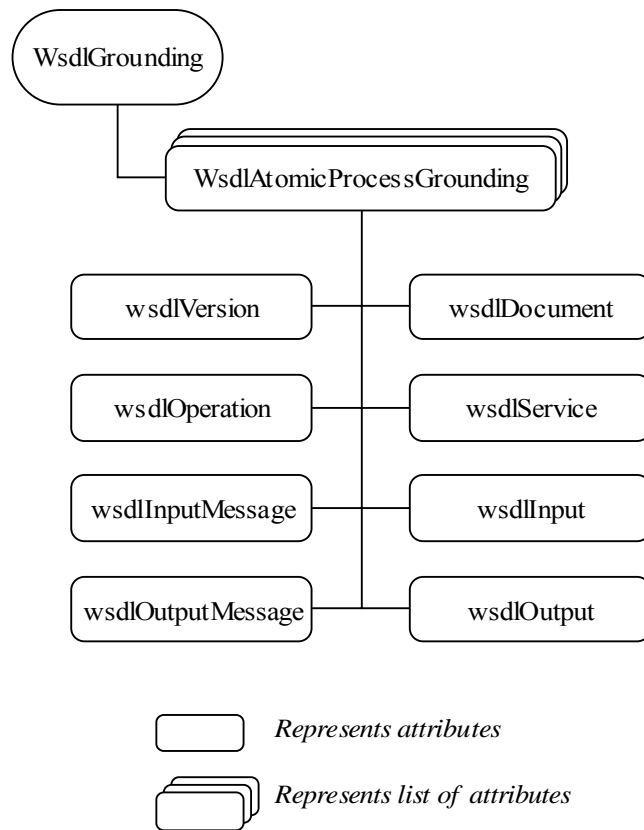 WsdlGrounding
WsdlAtomicProcessGrounding
wsdlVersion
wsdlDocument
wsdlOperation
wsdlService
wsdlInputMessage
wsdlInput
wsdlOutputMessage
wsdlOutput
Represents attributes
Represents list of attributes